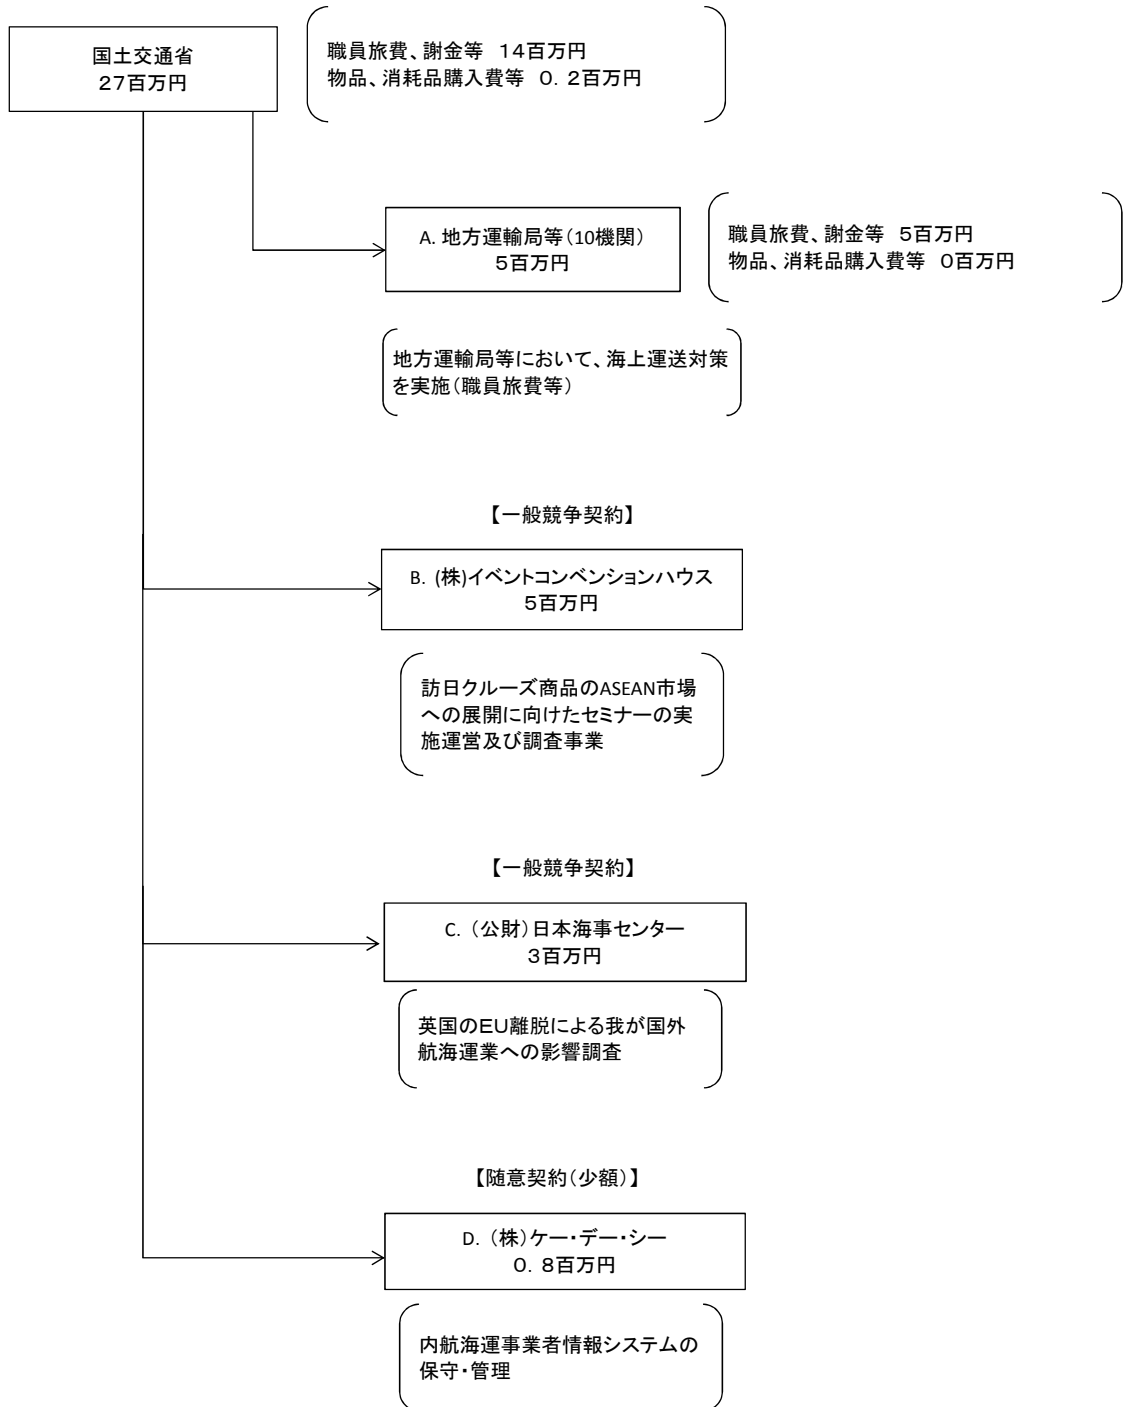 国土交通省
２７百万円
職員旅費、謝金等　１４百万円
物品、消耗品購入費等　０．２百万円
A. 地方運輸局等（10機関）
５百万円
職員旅費、謝金等　５百万円
物品、消耗品購入費等　０百万円
地方運輸局等において、海上運送対策
を実施（職員旅費等）
【一般競争契約】
B. (株)イベントコンベンションハウス
５百万円
訪日クルーズ商品のASEAN市場
への展開に向けたセミナーの実
施運営及び調査事業
【一般競争契約】
C. （公財）日本海事センター
３百万円
英国のＥＵ離脱による我が国外
航海運業への影響調査
【随意契約（少額）】
D. （株）ケー・デー・シー
０．８百万円
内航海運事業者情報システムの
保守・管理